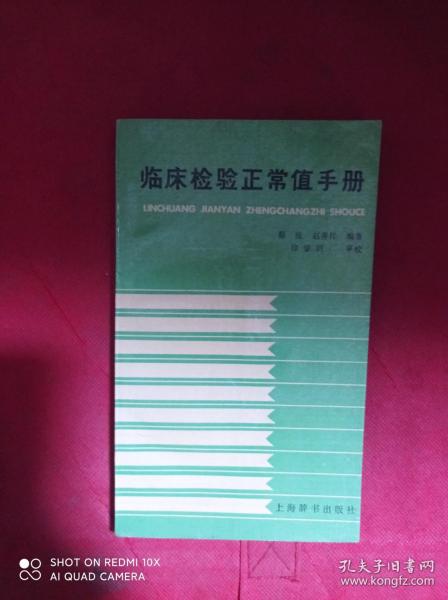 临床检验正常值手册
LINCHUANG JIANYAN ZHENGCHANGZHI SHOUCE
编著
审校
上海辞书出版社
SHOT ON REDMI 10X
AI QUAD CAMERA
孔夫子旧书网
www.kongfz.com